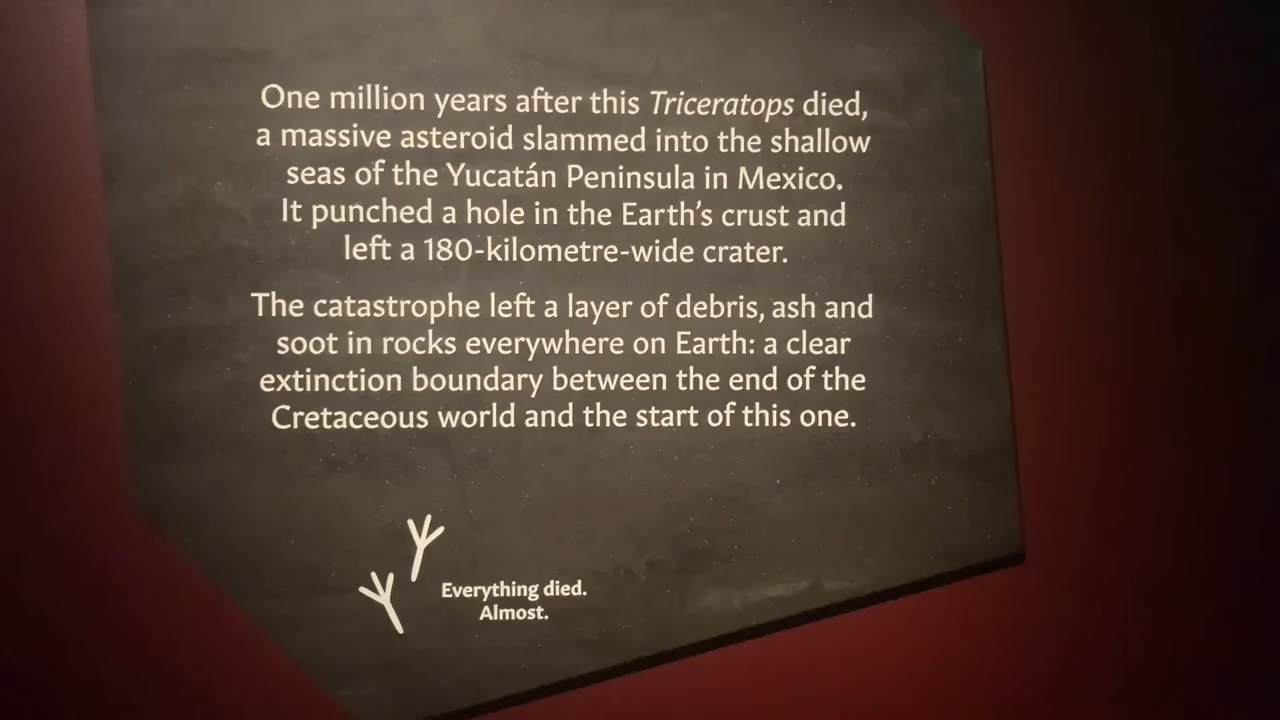 One million years after this Triceratops died,
a massive asteroid slammed into the shallow
seas of the Yucatán Peninsula in Mexico.
It punched a hole in the Earth's crust and
left a 180-kilometre-wide crater.
The catastrophe left a layer of debris, ash and
soot in rocks everywhere on Earth: a clear
extinction boundary between the end of the
Cretaceous world and the start of this one.
Everything died.
Almost.